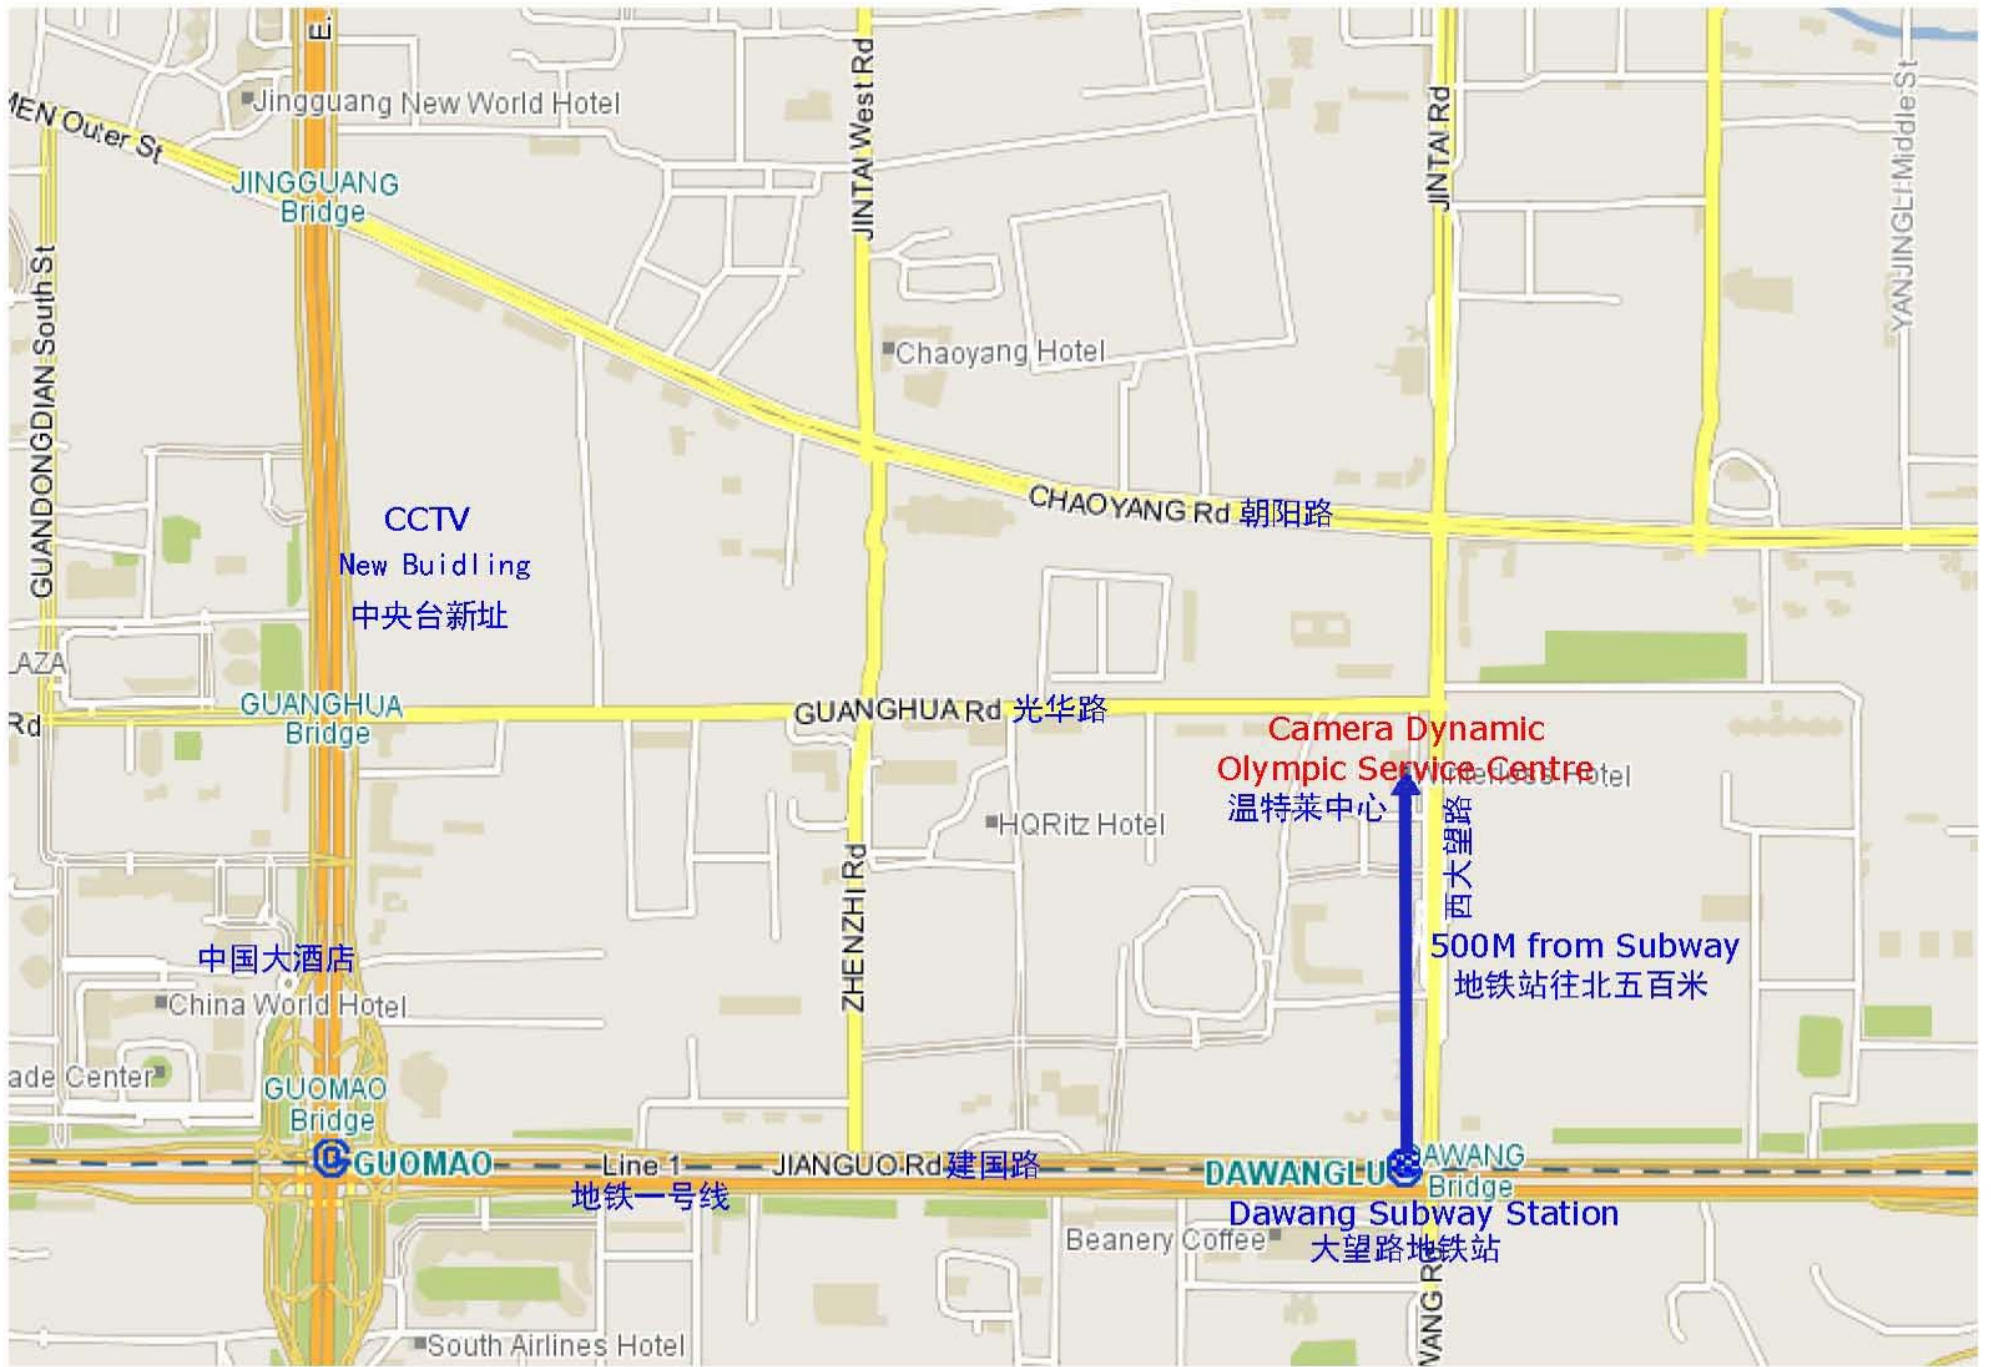 E.
Jingguang New World Hotel
MEN Outer St
JINGGUANG
Bridge
JINTAI West Rd
JINTAI Rd
YANJINGLI Middle St
GUANDONGDIAN South St
Chaoyang Hotel
CHAOYANG Rd 朝阳路
CCTV
New Buidling
中央台新址
LAZA
Rd
GUANGHUA
Bridge
GUANGHUA Rd 光华路
Camera Dynamic
Olympic Service Centre
Hotel
温特莱中心
HQRitz Hotel
西大望路
ZHENZHI Rd
500M from Subway
地铁站往北五百米
中国大酒店
China World Hotel
ade Center
GUOMAO
Bridge
GUOMAO
Line 1
地铁一号线
JIANGUO Rd 建国路
DAWANGLU
AWANG
Bridge
Dawang Subway Station
大望路地铁站
Beanery Coffee
WANG Rd
South Airlines Hotel